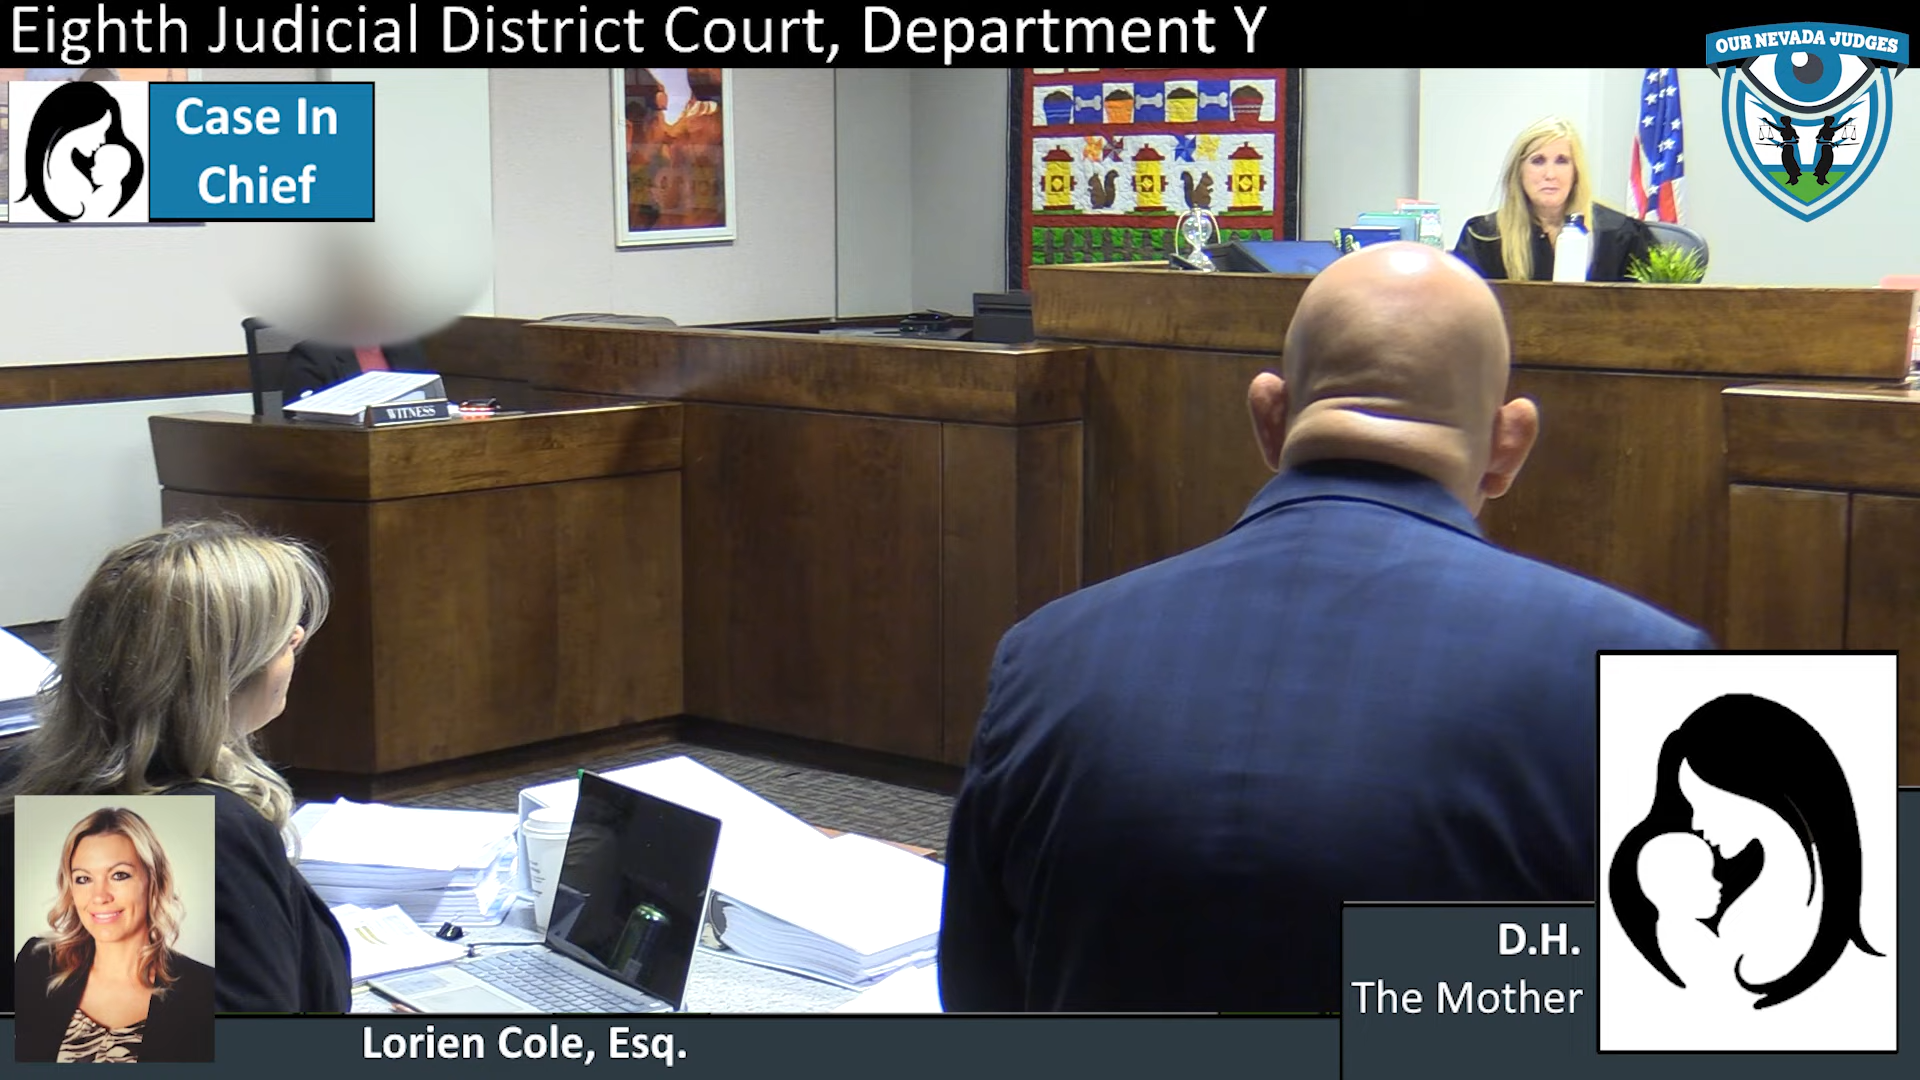 Eighth Judicial District Court, Department Y
OUR NEVADA JUDGES
Case In
Chief
WITNESS
D.H.
The Mother
Lorien Cole, Esq.